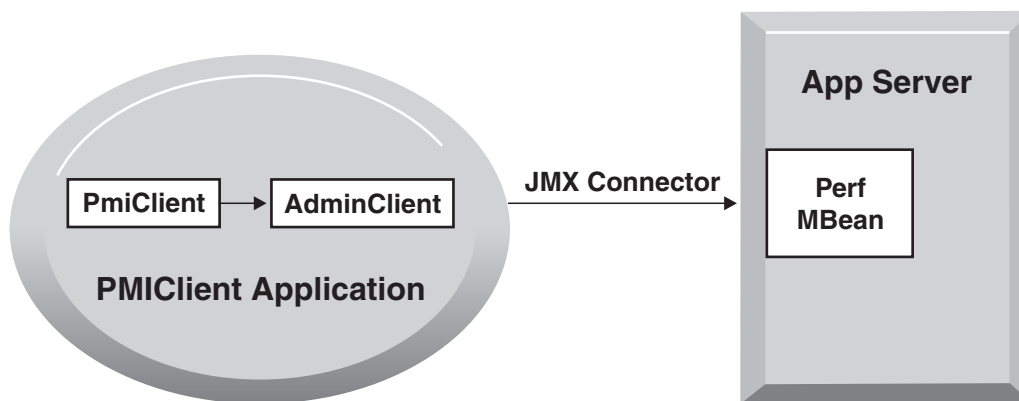 App Server
JMX Connector
PmiClient
AdminClient
Perf
MBean
PMIClient Application